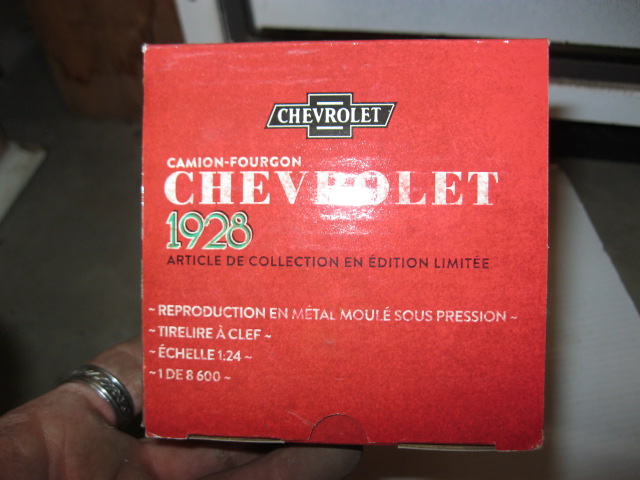 CHEVROLET
CAMION-FOURGON
CHEVROLET
1928
ARTICLE DE COLLECTION EN ÉDITION LIMITÉE
~ REPRODUCTION EN MÉTAL MOULÉ SOUS PRESSION ~
~ TIRELIRE À CLEF ~
~ ÉCHELLE 1:24 ~
~ 1 DE 8 600 ~